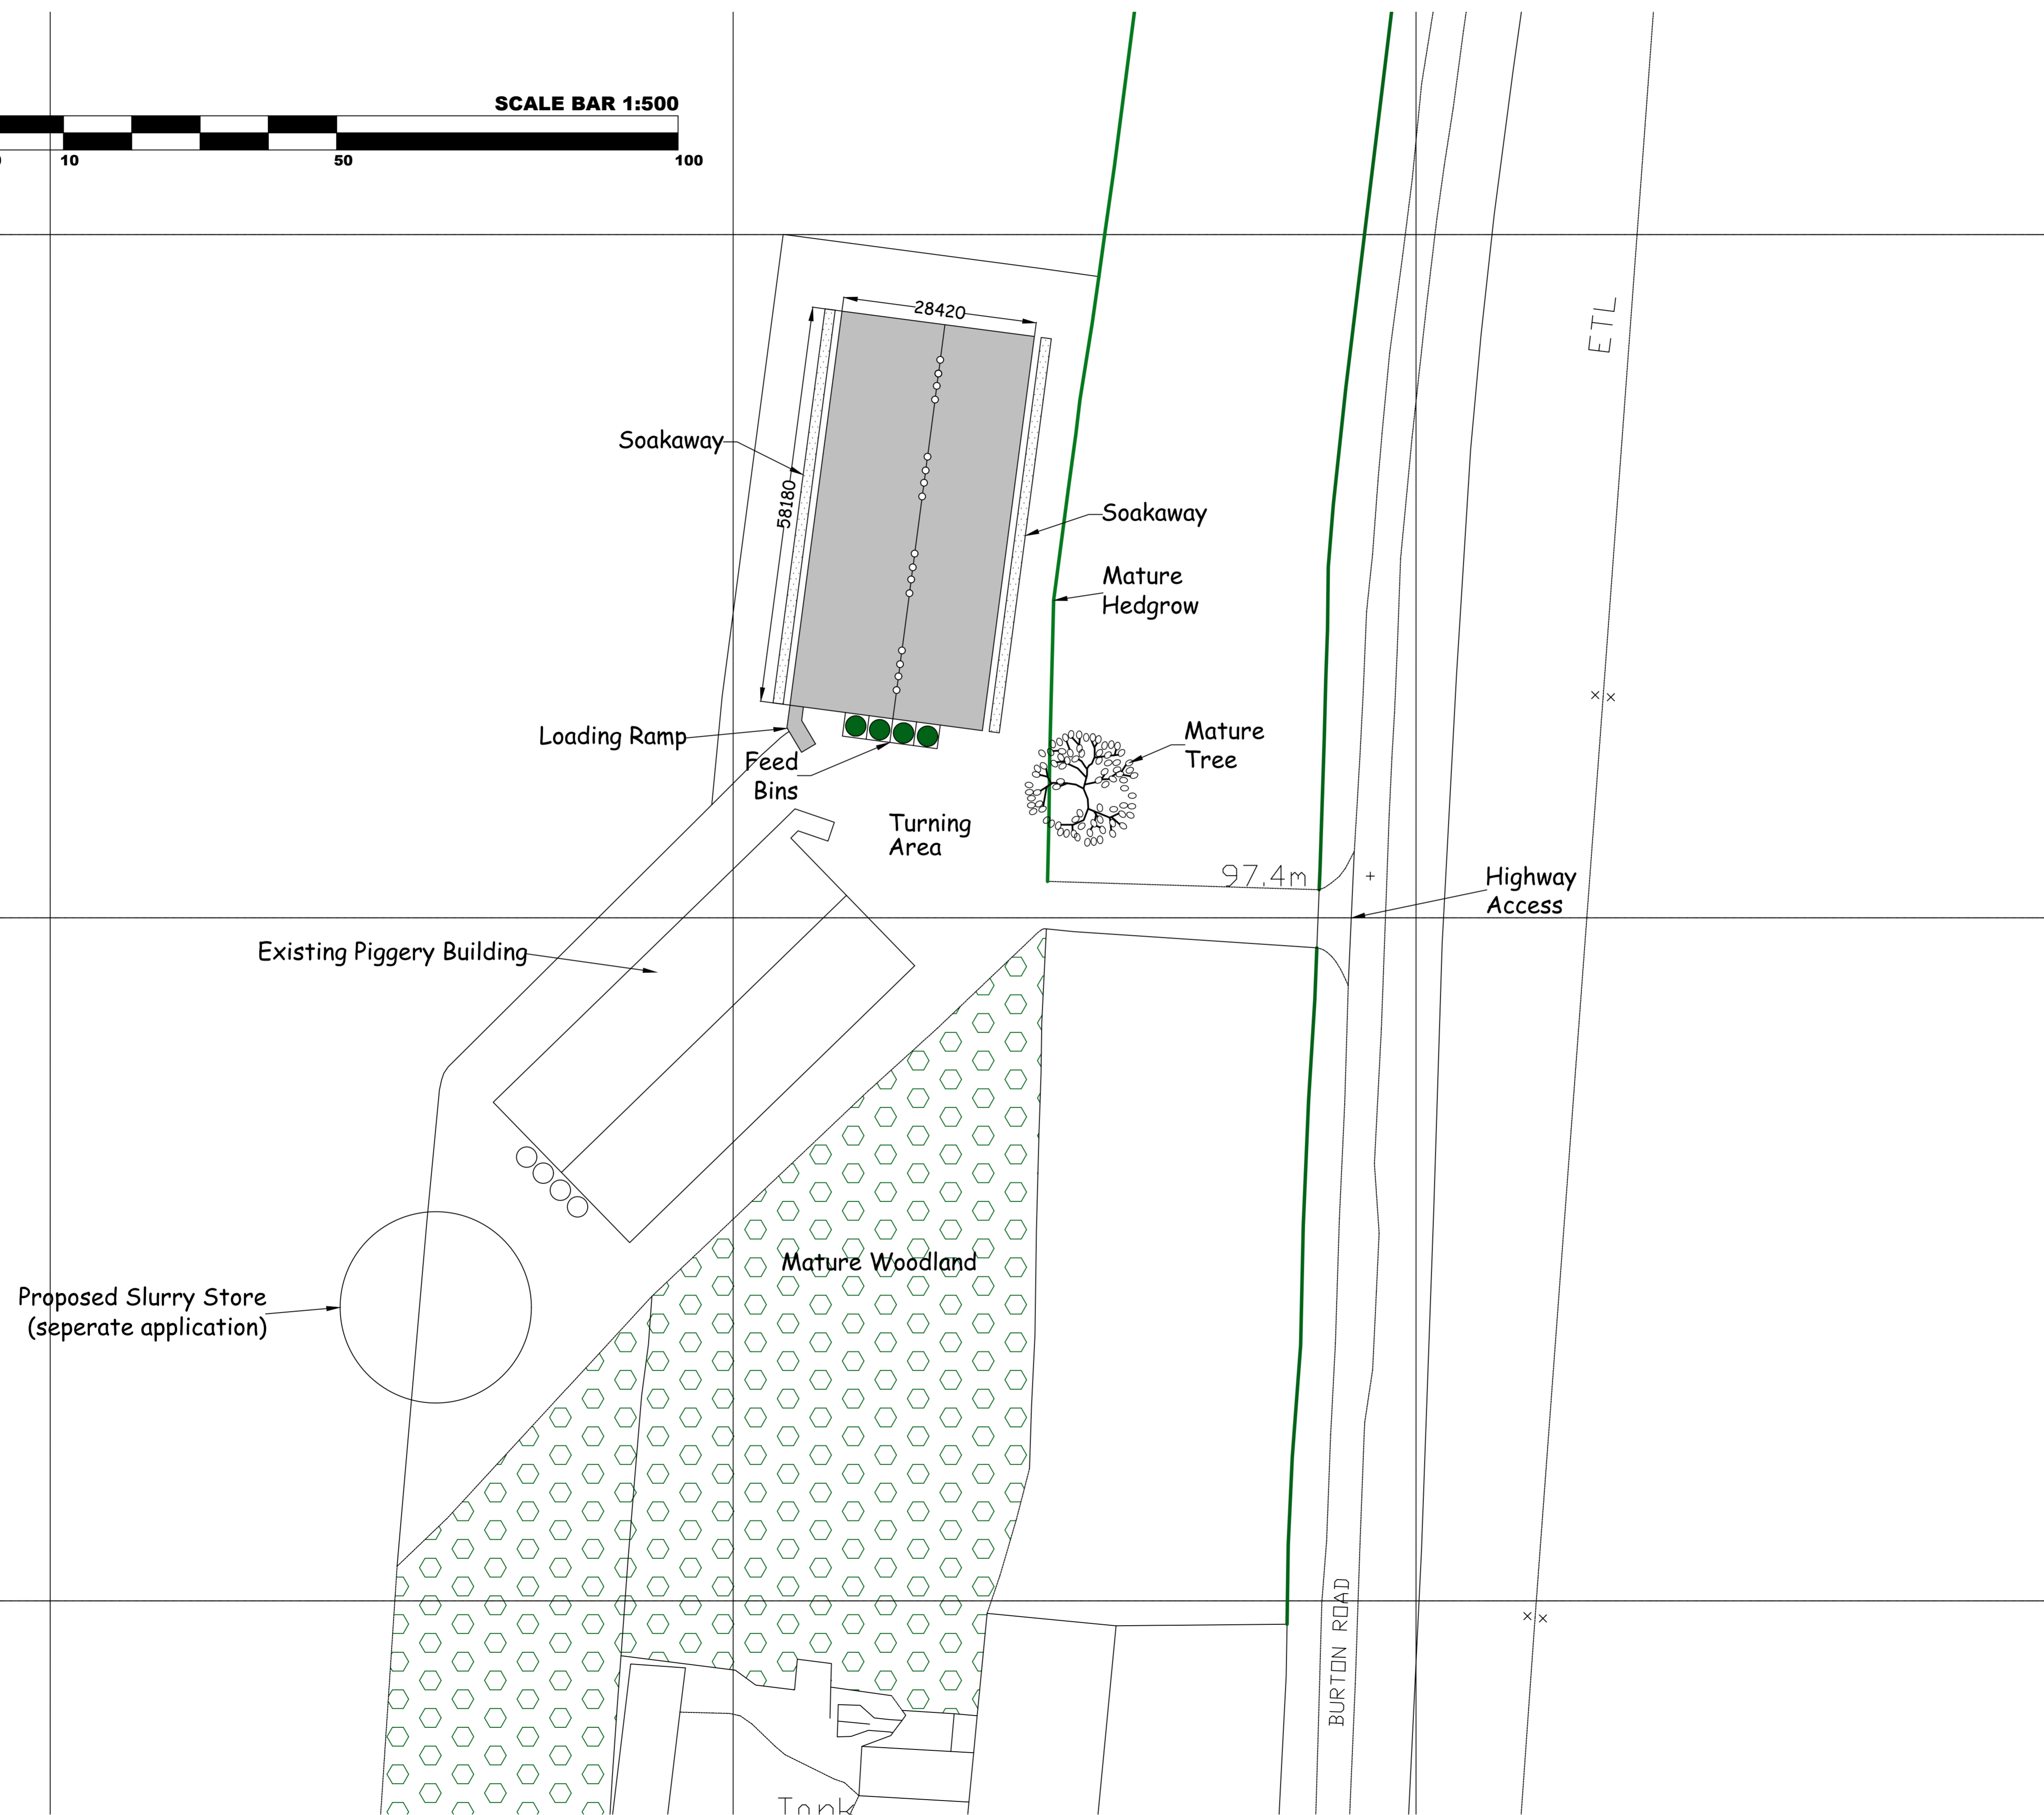 SCALE BAR 1:500
10
50
100
28420
ETL
Soakaway
58180
Soakaway
Mature
Hedgrow
Loading Ramp
Mature
Tree
Feed
Bins
Turning
Area
97.4m
Highway
Access
Existing Piggery Building
Mature Woodland
Proposed Slurry Store
(seperate application)
BURTON ROAD